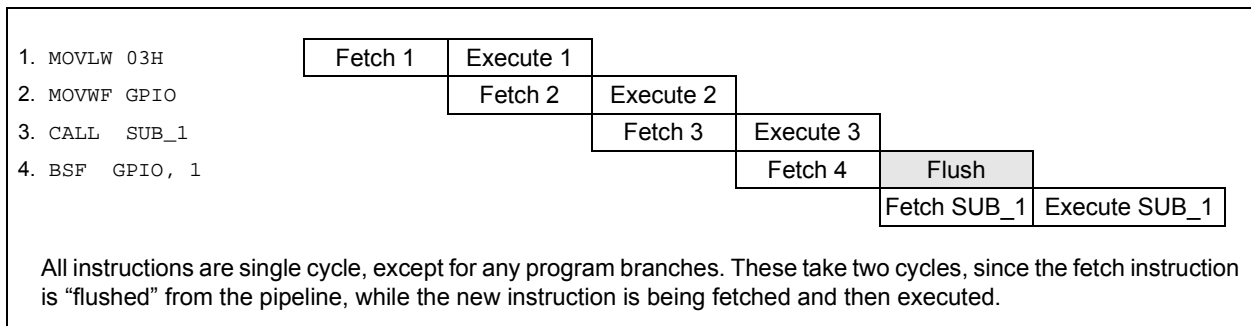 1. MOVLW 03H Fetch 1 Execute 1
2. MOVWF GPIO Fetch 2 Execute 2
3. CALL SUB_1 Fetch 3 Execute 3
4. BSF GPIO, 1 Fetch 4 Flush
Fetch SUB_1 Execute SUB_1
All instructions are single cycle, except for any program branches. These take two cycles, since the fetch instruction
is “flushed” from the pipeline, while the new instruction is being fetched and then executed.